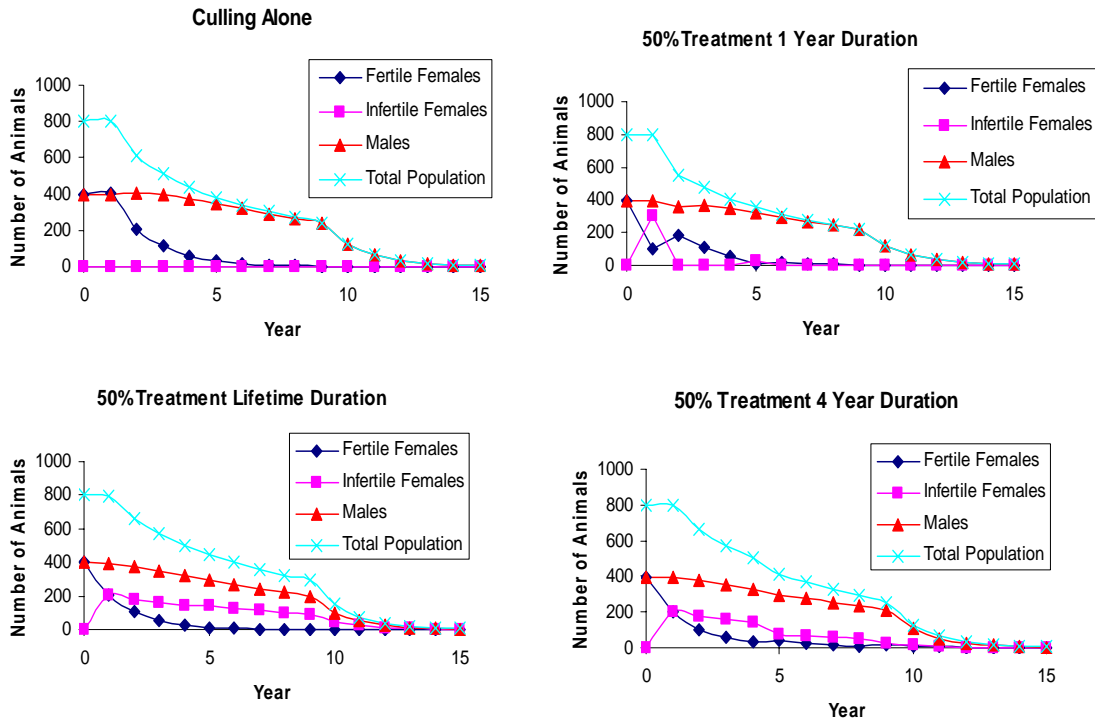 Culling Alone
Number of Animals
1000
800
600
400
200
0
0
5
10
15
Year
Fertile Females
Infertile Females
Males
Total Population
50%Treatment 1 Year Duration
Number of Animals
1000
800
600
400
200
0
0
5
10
15
Year
Fertile Females
Infertile Females
Males
Total Population
50%Treatment Lifetime Duration
Number of Animals
1000
800
600
400
200
0
0
5
10
15
Year
Fertile Females
Infertile Females
Males
Total Population
50% Treatment 4 Year Duration
Number of Animals
1000
800
600
400
200
0
0
5
10
15
Year
Fertile Females
Infertile Females
Males
Total Population